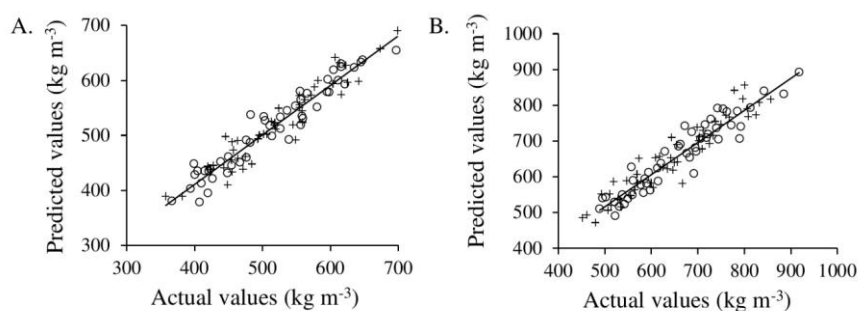 A.
Predicted values (kg m-3)
700
600
500
400
300
300 400 500 600 700
Actual values (kg m-3)
B.
Predicted values (kg m-3)
1000
900
800
700
600
500
400
400 500 600 700 800 900 1000
Actual values (kg m-3)